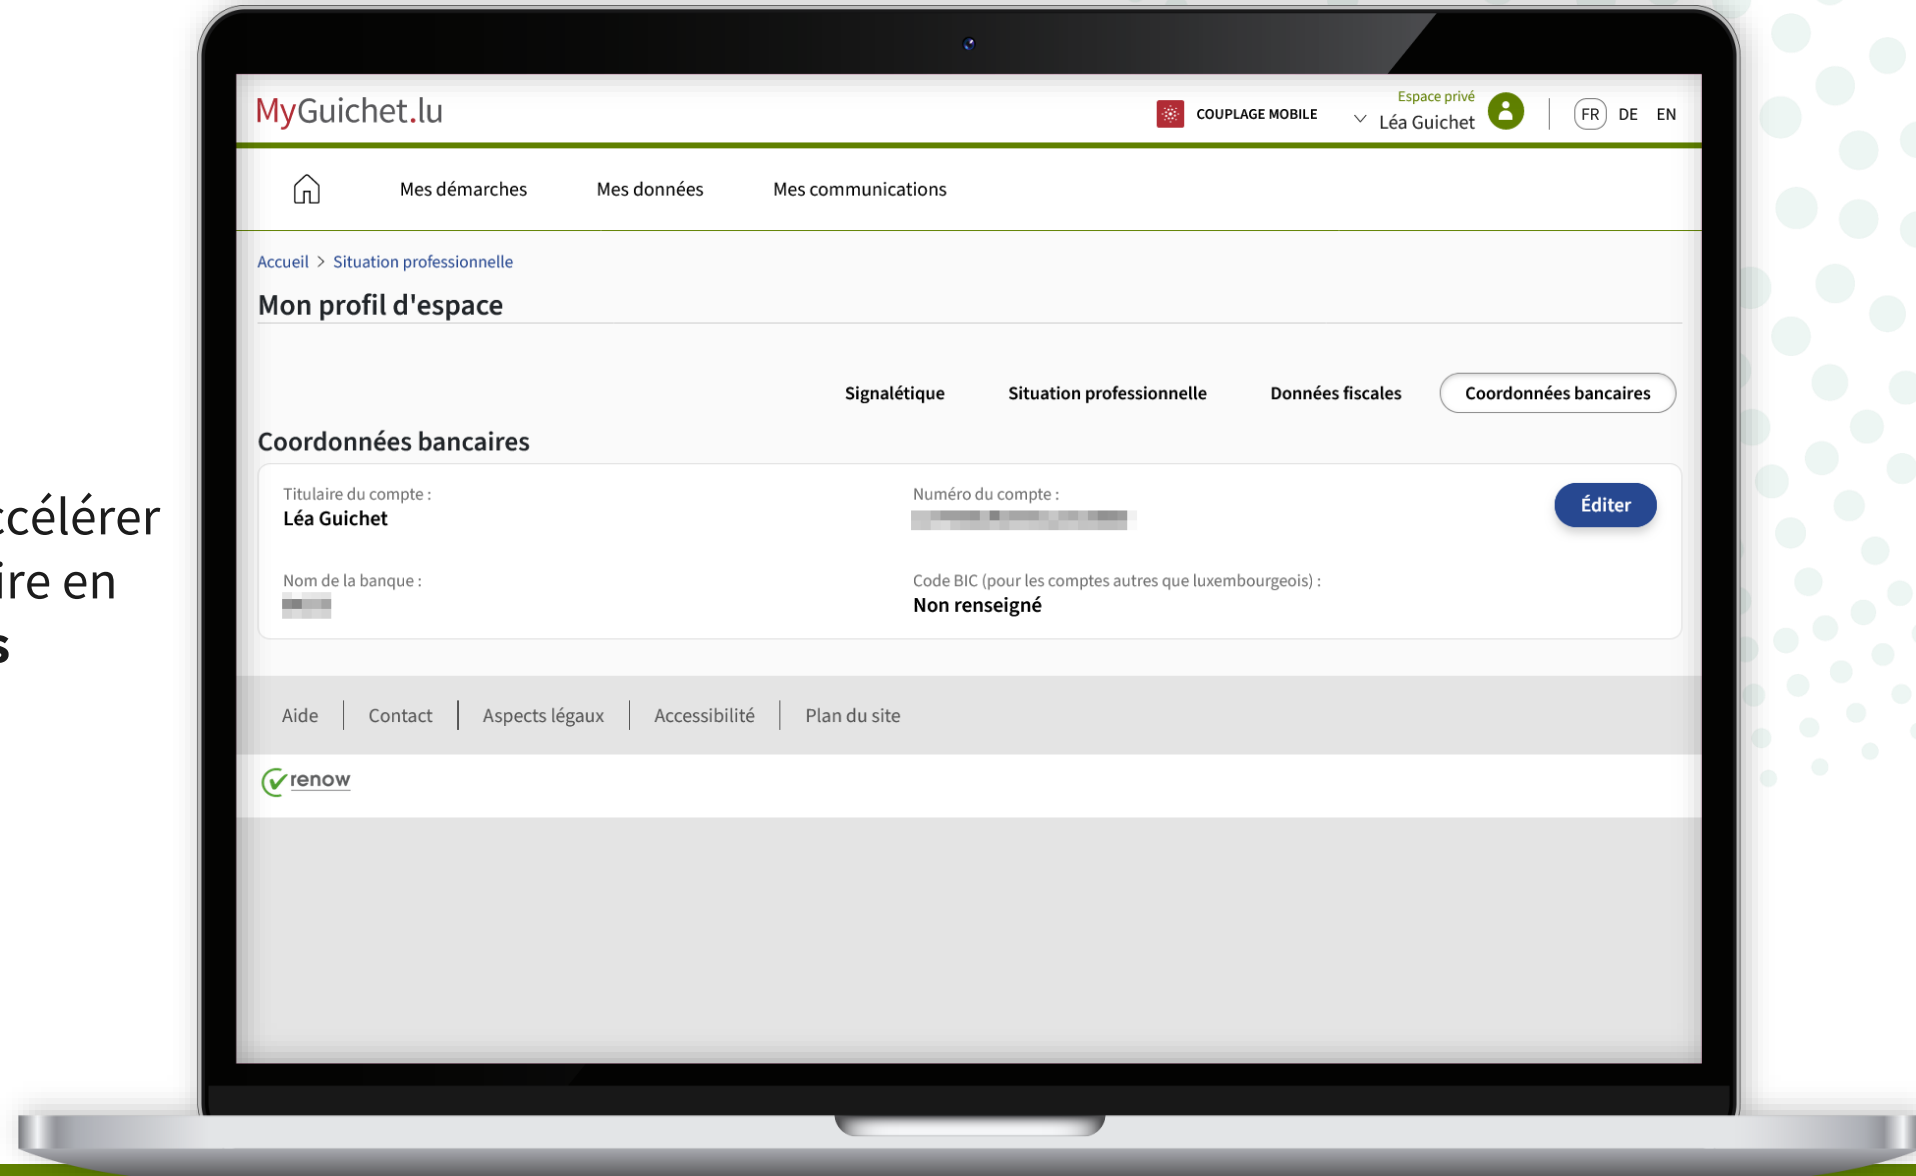 ccélérer
ire en
s
MyGuichet.lu
COUPLAGE MOBILE
Espace privé
Léa Guichet
FR DE EN
Mes démarches Mes données Mes communications
Accueil > Situation professionnelle
Mon profil d'espace
Signalétique Situation professionnelle Données fiscales Coordonnées bancaires
Coordonnées bancaires
Titulaire du compte :
Léa Guichet
Numéro du compte :
Éditer
Nom de la banque :
Code BIC (pour les comptes autres que luxembourgeois) :
Non renseigné
Aide Contact Aspects légaux Accessibilité Plan du site
renow